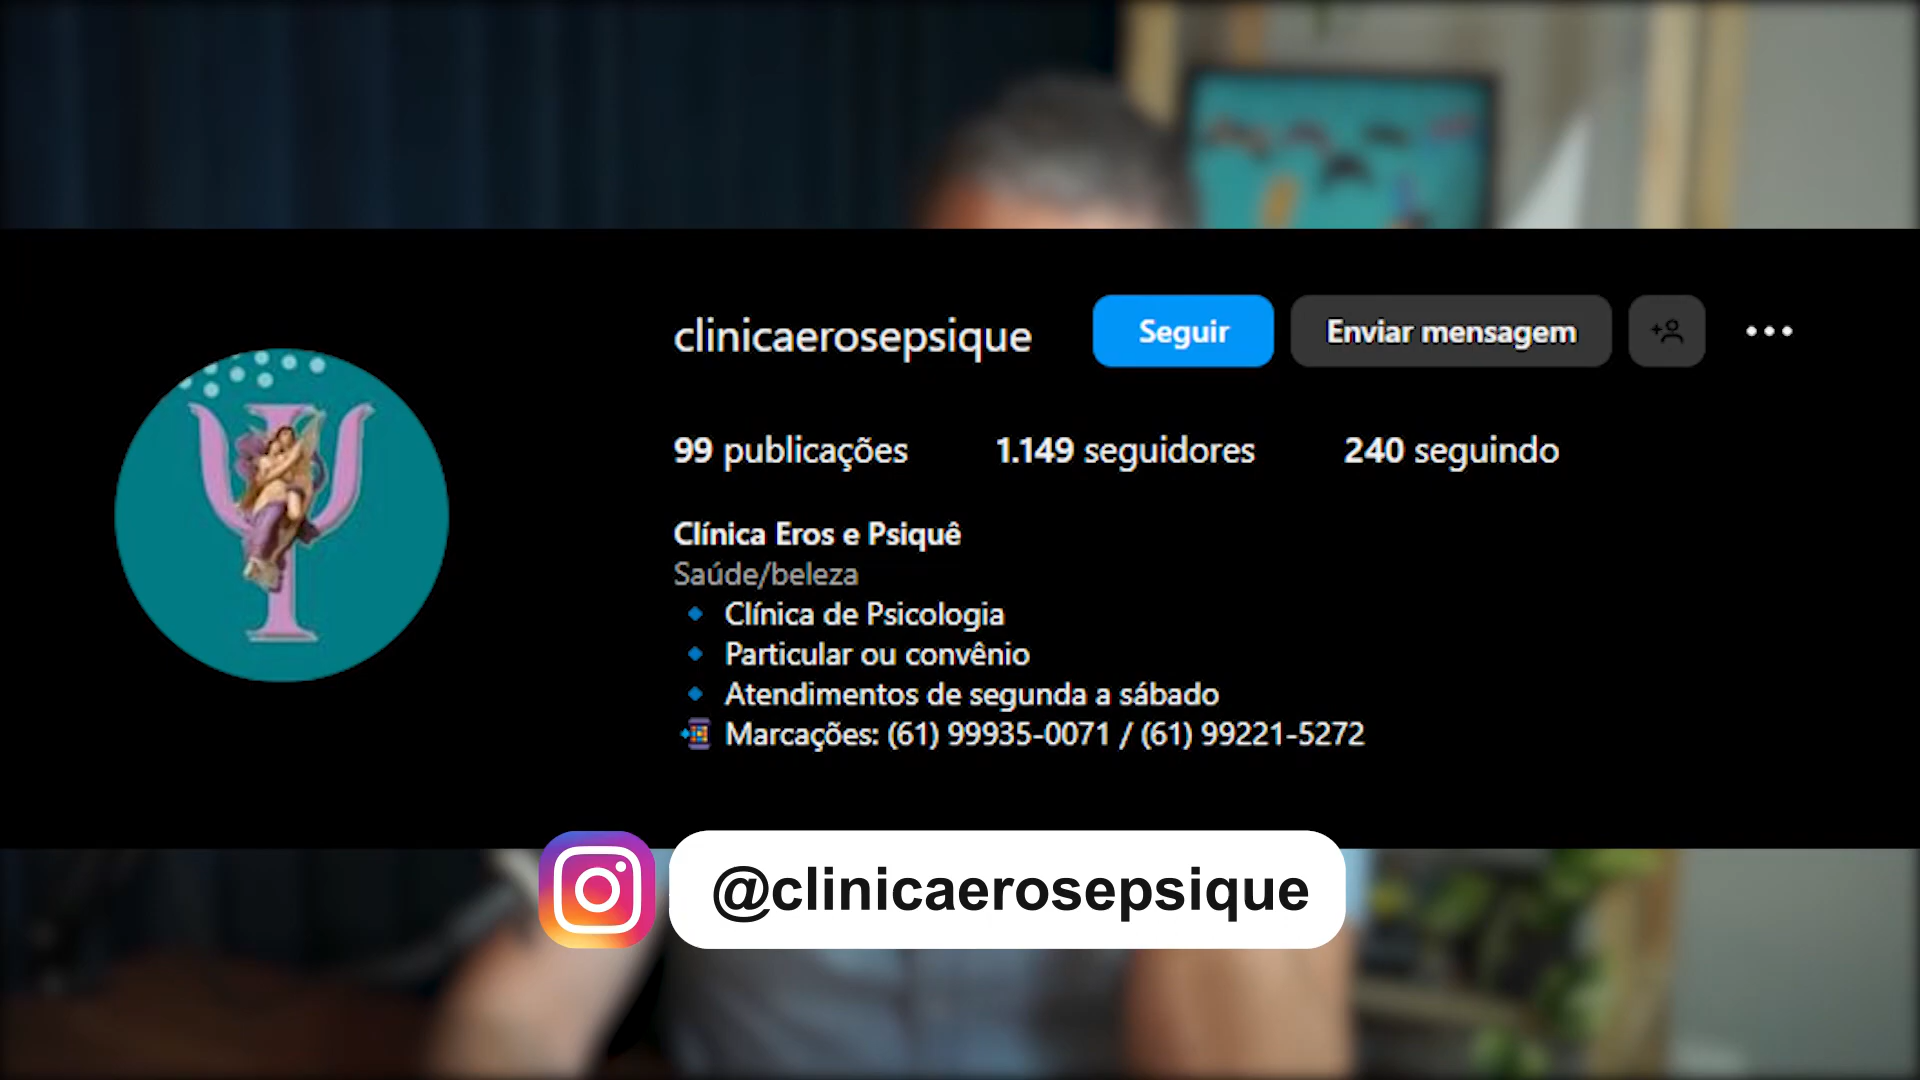 clinicaerosepsique
Seguir
Enviar mensagem
99 publicações 1.149 seguidores 240 seguindo
Clínica Eros e Psiquê
Saúde/beleza
🔹 Clínica de Psicologia
🔹 Particular ou convênio
🔹 Atendimentos de segunda a sábado
📲 Marcações: (61) 99935-0071 / (61) 99221-5272
@clinicaerosepsique